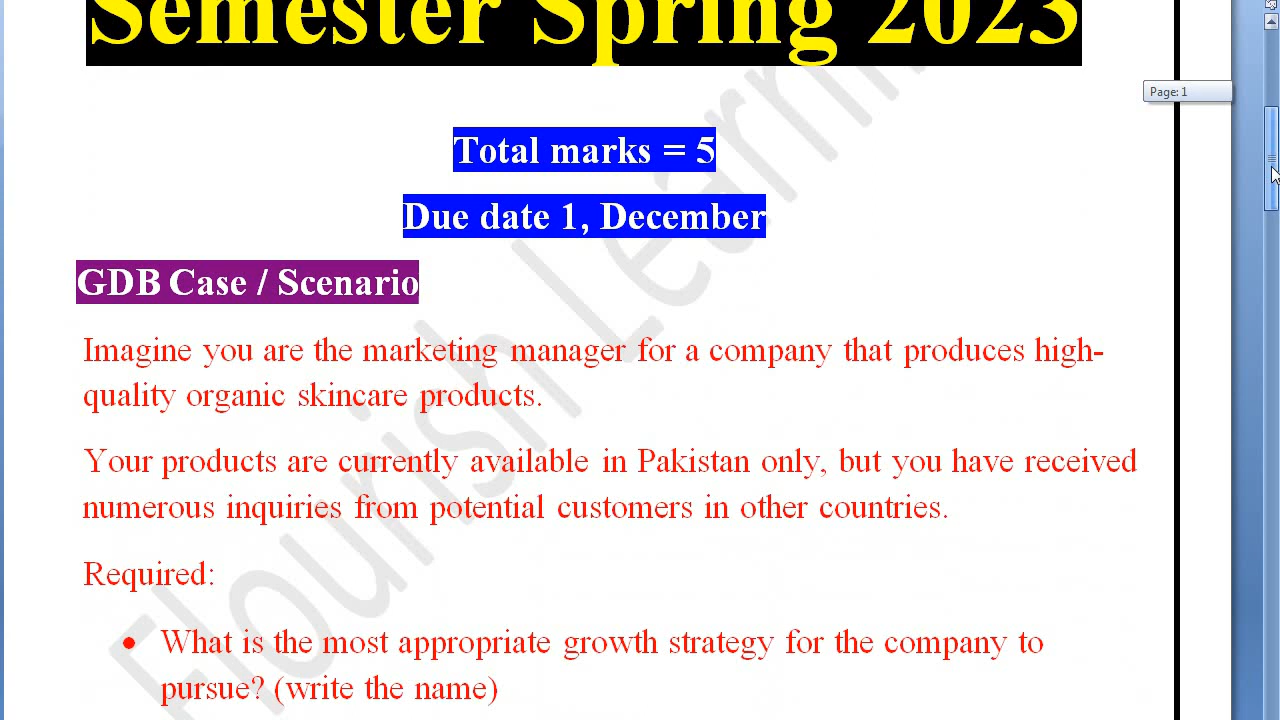 Semester Spring 2023
Page: 1
Total marks = 5
Due date 1, December
GDB Case / Scenario
Imagine you are the marketing manager for a company that produces high-
quality organic skincare products.
Your products are currently available in Pakistan only, but you have received
numerous inquiries from potential customers in other countries.
Required:
• What is the most appropriate growth strategy for the company to
pursue? (write the name)
Flourish Learni